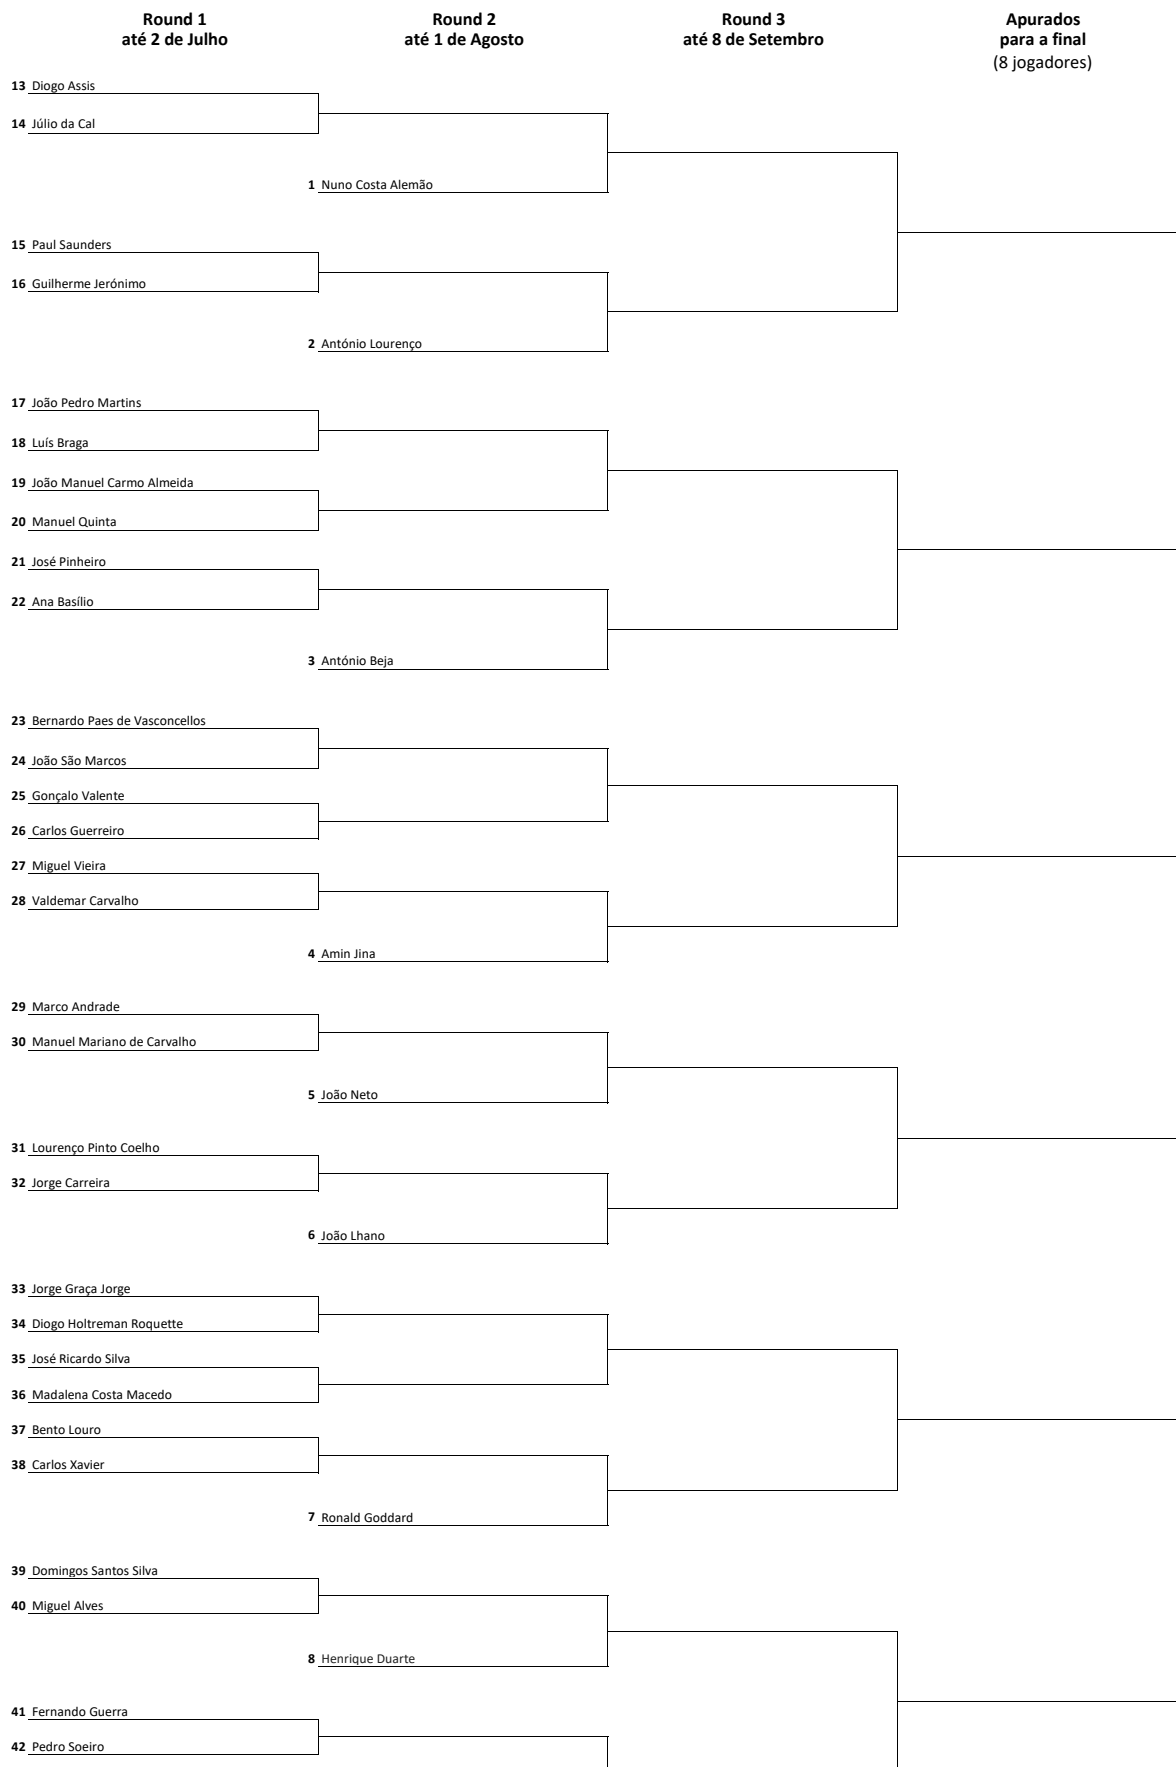 Round 1
até 2 de Julho
Round 2
até 1 de Agosto
Round 3
até 8 de Setembro
Apurados
para a final
(8 jogadores)
13 Diogo Assis
14 Júlio da Cal
1 Nuno Costa Alemão
15 Paul Saunders
16 Guilherme Jerónimo
2 António Lourenço
17 João Pedro Martins
18 Luís Braga
19 João Manuel Carmo Almeida
20 Manuel Quinta
21 José Pinheiro
22 Ana Basílio
3 António Beja
23 Bernardo Paes de Vasconcellos
24 João São Marcos
25 Gonçalo Valente
26 Carlos Guerreiro
27 Miguel Vieira
28 Valdemar Carvalho
4 Amin Jina
29 Marco Andrade
30 Manuel Mariano de Carvalho
5 João Neto
31 Lourenço Pinto Coelho
32 Jorge Carreira
6 João Lhano
33 Jorge Graça Jorge
34 Diogo Holtreman Roquette
35 José Ricardo Silva
36 Madalena Costa Macedo
37 Bento Louro
38 Carlos Xavier
7 Ronald Goddard
39 Domingos Santos Silva
40 Miguel Alves
8 Henrique Duarte
41 Fernando Guerra
42 Pedro Soeiro